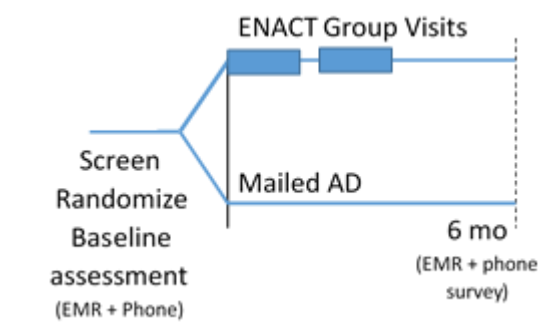 ENACT Group Visits
Screen
Randomize
Baseline
assessment
(EMR + Phone)
Mailed AD
6 mo
(EMR + phone
survey)